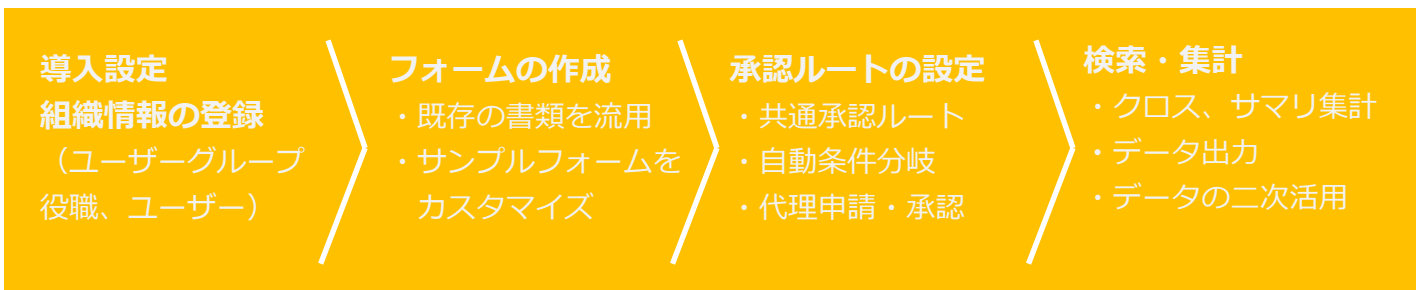 導入設定
組織情報の登録
（ユーザーグループ
役職、ユーザー）
フォームの作成
・既存の書類を流用
・サンプルフォームを
カスタマイズ
承認ルートの設定
・共通承認ルート
・自動条件分岐
・代理申請・承認
検索・集計
・クロス、サマリ集計
・データ出力
・データの二次活用